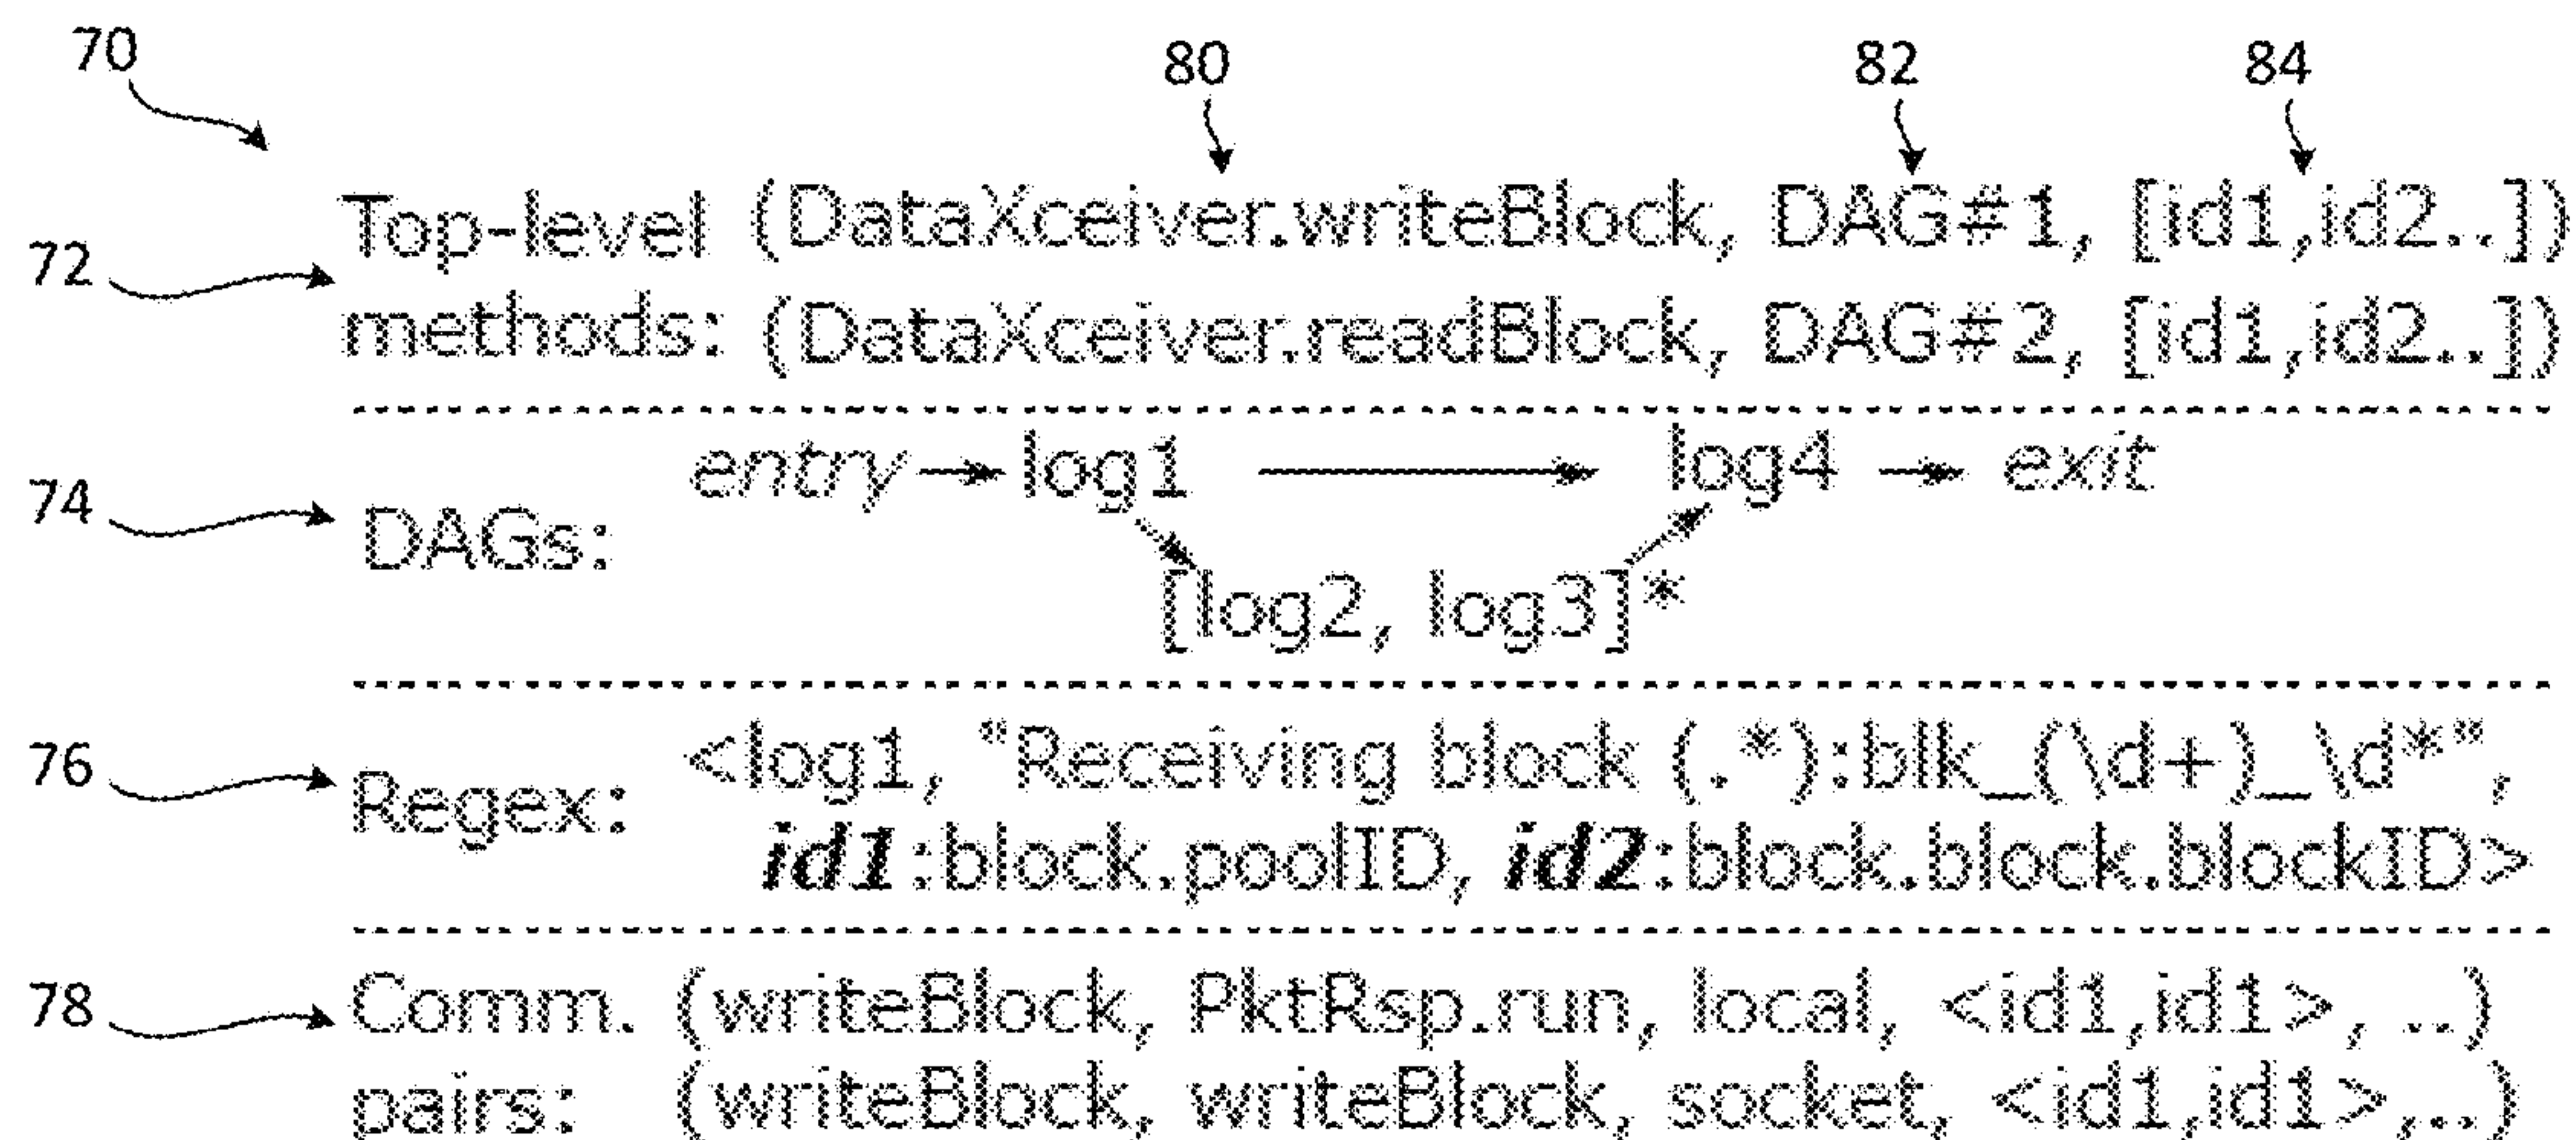 70 80 82 84
Top-level (DataXceiver.writeBlock, DAG#1, [id1,id2..])
72
methods: (DataXceiver.readBlock, DAG#2, [id1,id2..])
entry log1 log4 exit
74
DAGs:
[log2, log3]*
76 <log1, "Receiving block (.*):blk_(\d+)_\d*",
Regex:
id1:block.poolID, id2:block.block.blockID>
78 Comm. (writeBlock, PktRsp.run, local, <id1,id1>, ..)
pairs: (writeBlock, writeBlock, socket, <id1,id1>,..)